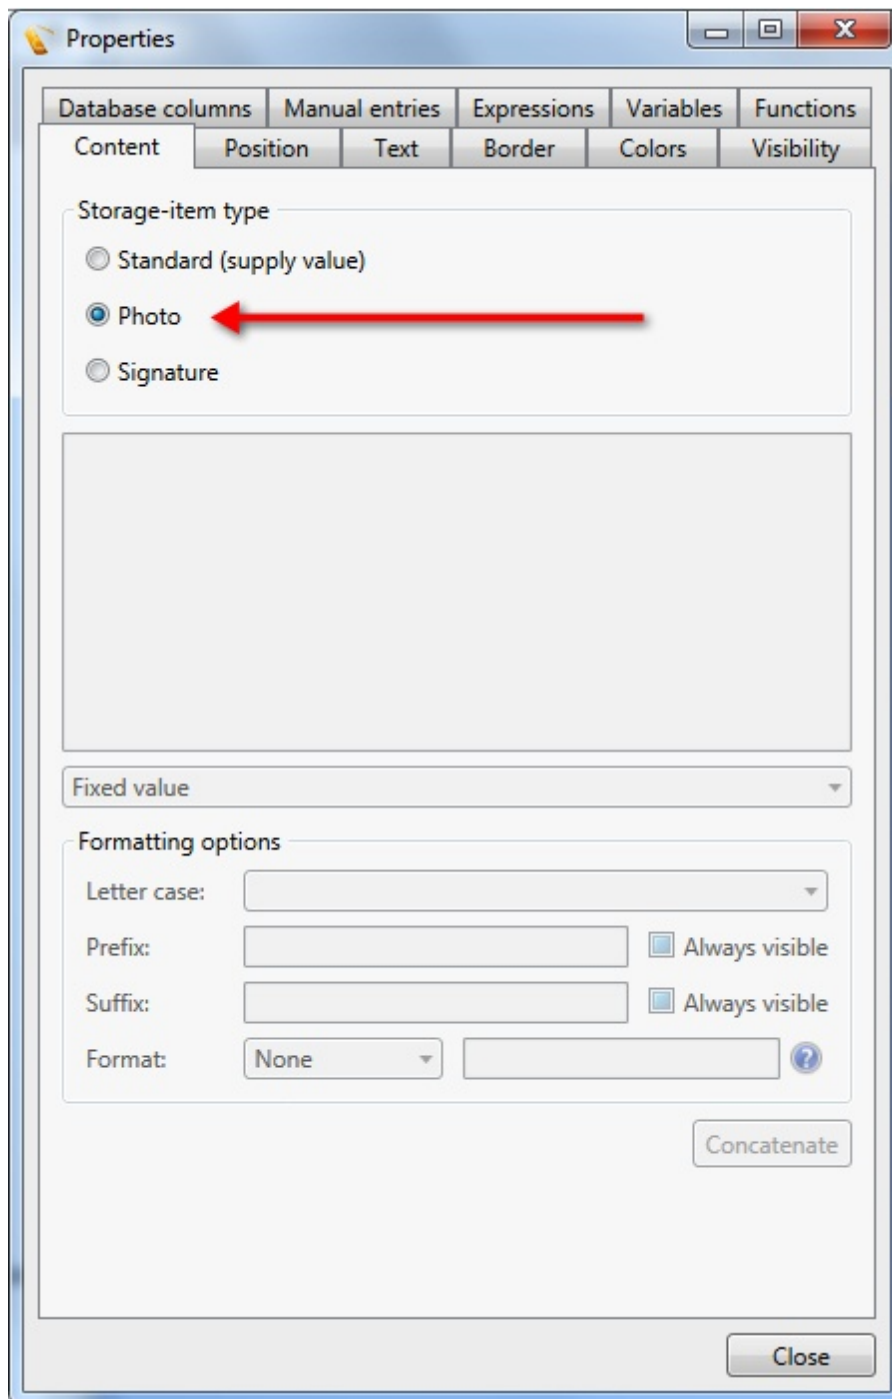 Properties
Database columns Manual entries Expressions Variables Functions
Content Position Text Border Colors Visibility
Storage-item type
Standard (supply value)
Photo
Signature
Fixed value
Formatting options
Letter case:
Prefix: Always visible
Suffix: Always visible
Format: None ?
Concatenate
Close